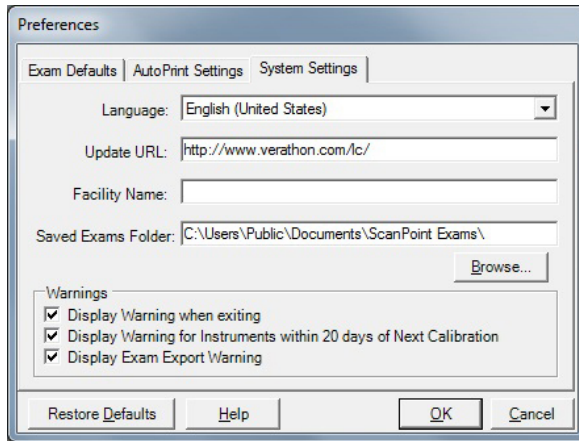 Preferences
Exam Defaults AutoPrint Settings System Settings
Language: English (United States)
Update URL: http://www.verathon.com/lc/
Facility Name:
Saved Exams Folder: C:\Users\Public\Documents\ScanPoint Exams\
Browse...
Warnings
Display Warning when exiting
Display Warning for Instruments within 20 days of Next Calibration
Display Exam Export Warning
Restore Defaults Help OK Cancel